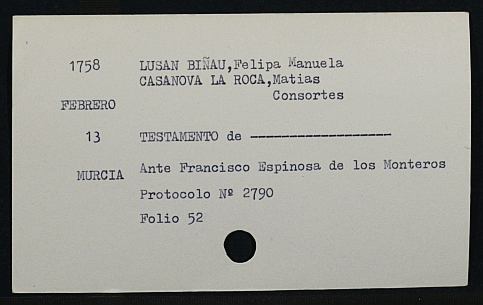 1758 LUSAN BIÑAU,Felipa Manuela
CASANOVA LA ROCA,Matias
Consortes
FEBRERO
13 TESTAMENTO de ------------------
MURCIA Ante Francisco Espinosa de los Monteros
Protocolo Nº 2790
Folio 52